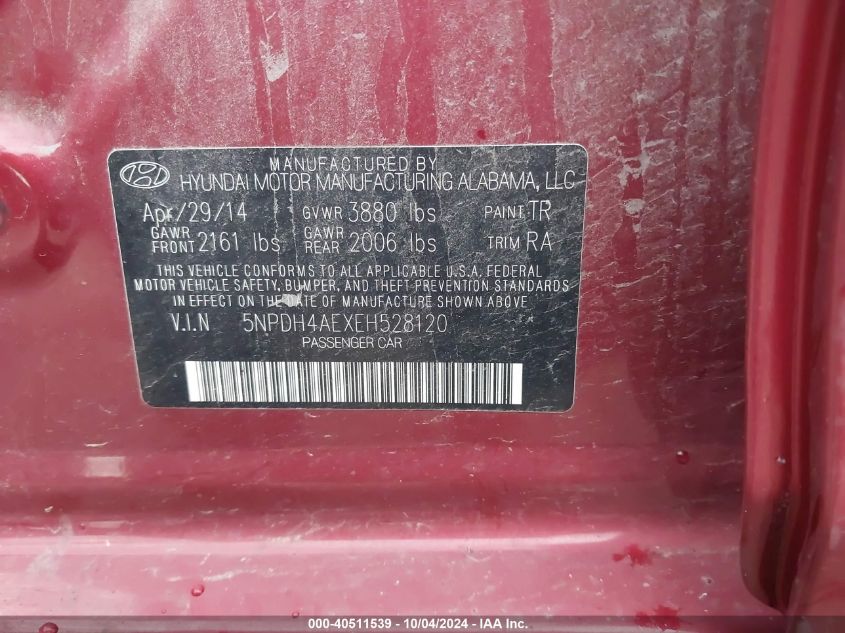 MANUFACTURED BY
HYUNDAI MOTOR MANUFACTURING ALABAMA, LLC
Apr/29/14 GVWR 3880 lbs PAINT TR
GAWR FRONT 2161 lbs GAWR REAR 2006 lbs TRIM RA
THIS VEHICLE CONFORMS TO ALL APPLICABLE U.S.A. FEDERAL
MOTOR VEHICLE SAFETY, BUMPER, AND THEFT PREVENTION STANDARDS
IN EFFECT ON THE DATE OF MANUFACTURE SHOWN ABOVE.
V.I.N 5NPDH4AEXEH528120
PASSENGER CAR
000-40511539 - 10/04/2024 - IAA Inc.